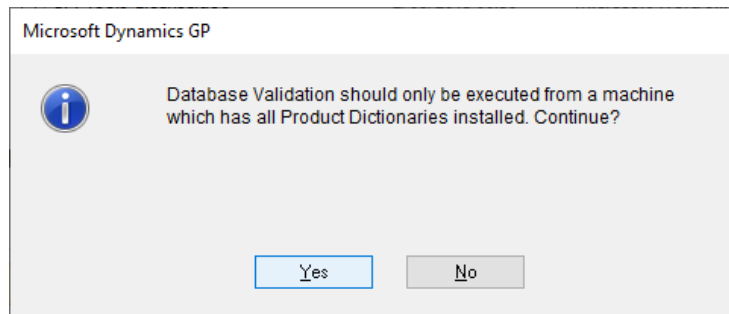 Microsoft Dynamics GP
Database Validation should only be executed from a machine
which has all Product Dictionaries installed. Continue?
Yes
No